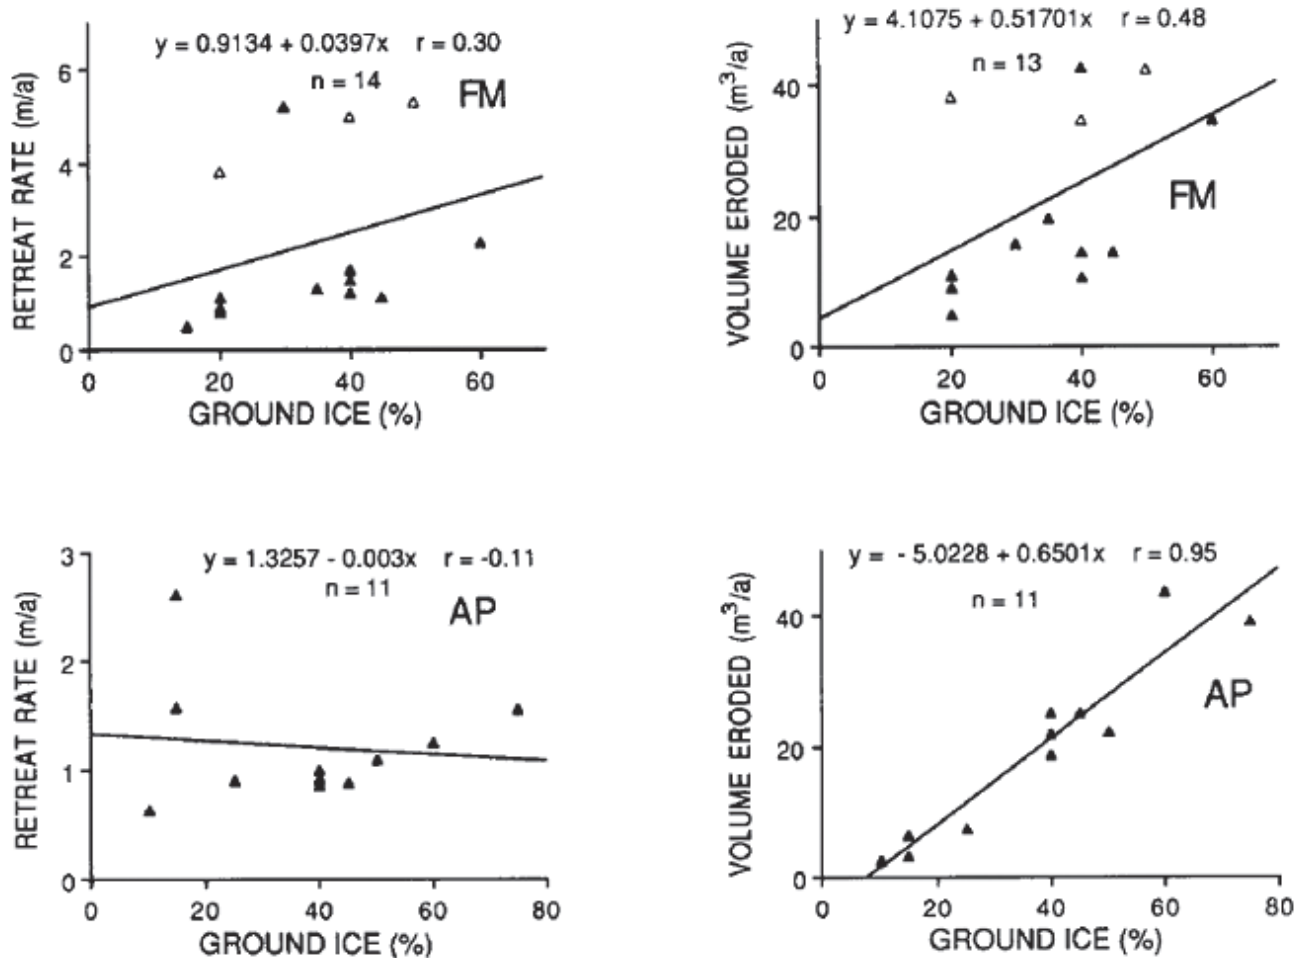 y = 0.9134 + 0.0397x r = 0.30
n = 14
FM
RETREAT RATE (m/a)
6
4
2
0
0 20 40 60
GROUND ICE (%)
y = 4.1075 + 0.51701x r = 0.48
n = 13
FM
VOLUME ERODED (m³/a)
40
20
0
0 20 40 60
GROUND ICE (%)
y = 1.3257 - 0.003x r = -0.11
n = 11
AP
RETREAT RATE (m/a)
3
2
1
0
0 20 40 60 80
GROUND ICE (%)
y = - 5.0228 + 0.6501x r = 0.95
n = 11
AP
VOLUME ERODED (m³/a)
40
20
0
0 20 40 60 80
GROUND ICE (%)